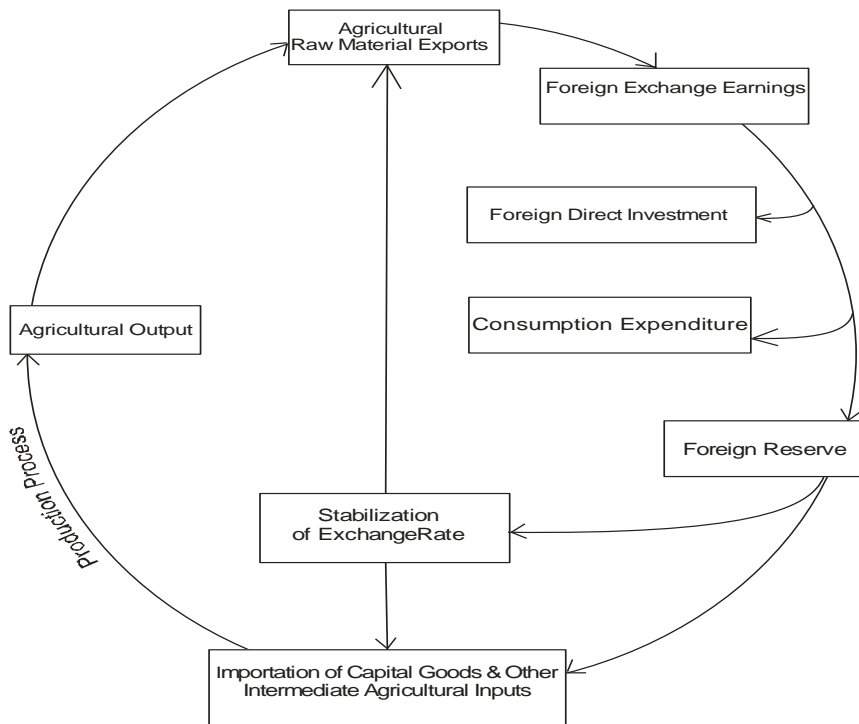 Agricultural
Raw Material Exports
Foreign Exchange Earnings
Foreign Direct Investment
Consumption Expenditure
Agricultural Output
Foreign Reserve
Production Process
Stabilization
of ExchangeRate
Importation of Capital Goods & Other
Intermediate Agricultural Inputs